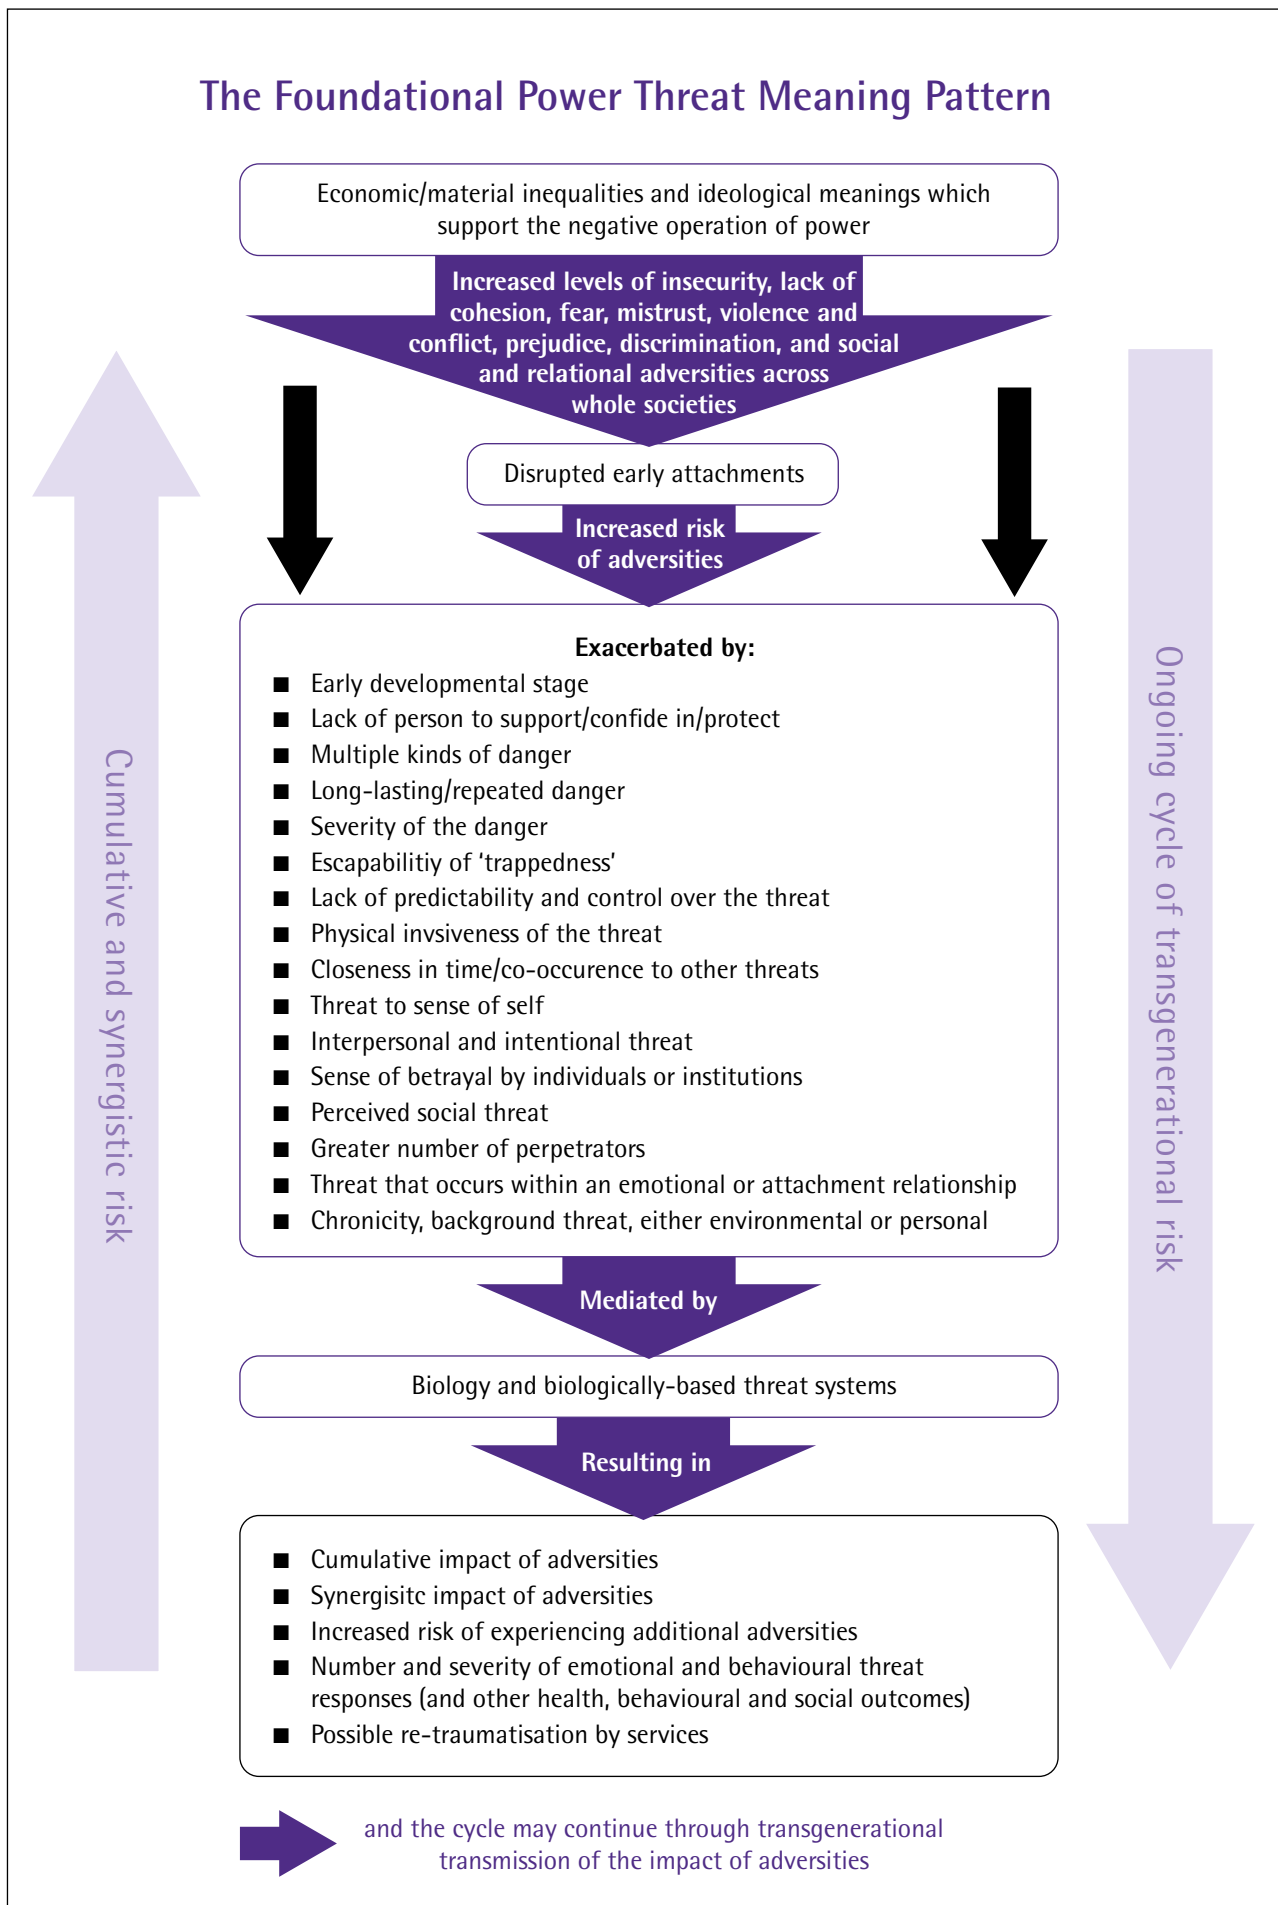 The Foundational Power Threat Meaning Pattern
Economic/material inequalities and ideological meanings which
support the negative operation of power
Increased levels of insecurity, lack of
cohesion, fear, mistrust, violence and
conflict, prejudice, discrimination, and social
and relational adversities across
whole societies
Disrupted early attachments
Increased risk
of adversities
Exacerbated by:
■ Early developmental stage
■ Lack of person to support/confide in/protect
■ Multiple kinds of danger
■ Long-lasting/repeated danger
■ Severity of the danger
■ Escapabilitiy of ‘trappedness’
■ Lack of predictability and control over the threat
■ Physical invsiveness of the threat
■ Closeness in time/co-occurence to other threats
■ Threat to sense of self
■ Interpersonal and intentional threat
■ Sense of betrayal by individuals or institutions
■ Perceived social threat
■ Greater number of perpetrators
■ Threat that occurs within an emotional or attachment relationship
■ Chronicity, background threat, either environmental or personal
Mediated by
Biology and biologically-based threat systems
Resulting in
■ Cumulative impact of adversities
■ Synergisitc impact of adversities
■ Increased risk of experiencing additional adversities
■ Number and severity of emotional and behavioural threat
responses (and other health, behavioural and social outcomes)
■ Possible re-traumatisation by services
and the cycle may continue through transgenerational
transmission of the impact of adversities
Cumulative and synergistic risk
Ongoing cycle of transgenerational risk